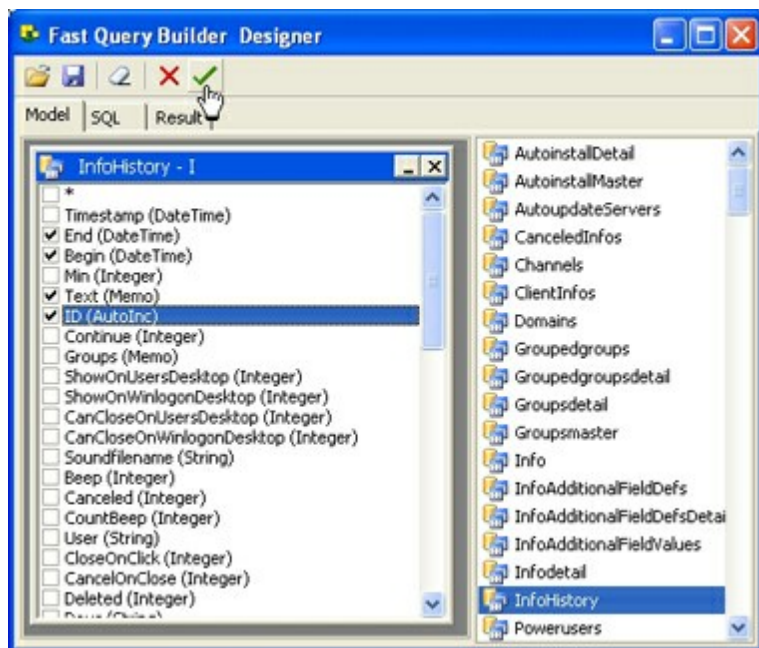 Fast Query Builder Designer
Model
SQL
Result
InfoHistory - I
*
Timestamp (DateTime)
End (DateTime)
Begin (DateTime)
Min (Integer)
Text (Memo)
ID (AutoInc)
Continue (Integer)
Groups (Memo)
ShowOnUsersDesktop (Integer)
ShowOnWinlogonDesktop (Integer)
CanCloseOnUsersDesktop (Integer)
CanCloseOnWinlogonDesktop (Integer)
Soundfilename (String)
Beep (Integer)
Canceled (Integer)
CountBeep (Integer)
User (String)
CloseOnClick (Integer)
CancelOnClose (Integer)
Deleted (Integer)
AutoinstallDetail
AutoinstallMaster
AutoupdateServers
CanceledInfos
Channels
ClientInfos
Domains
Groupedgroups
Groupedgroupsdetail
Groupsdetail
Groupsmaster
Info
InfoAdditionalFieldDefs
InfoAdditionalFieldDefsDetai
InfoAdditionalFieldValues
Infodetail
InfoHistory
Powerusers